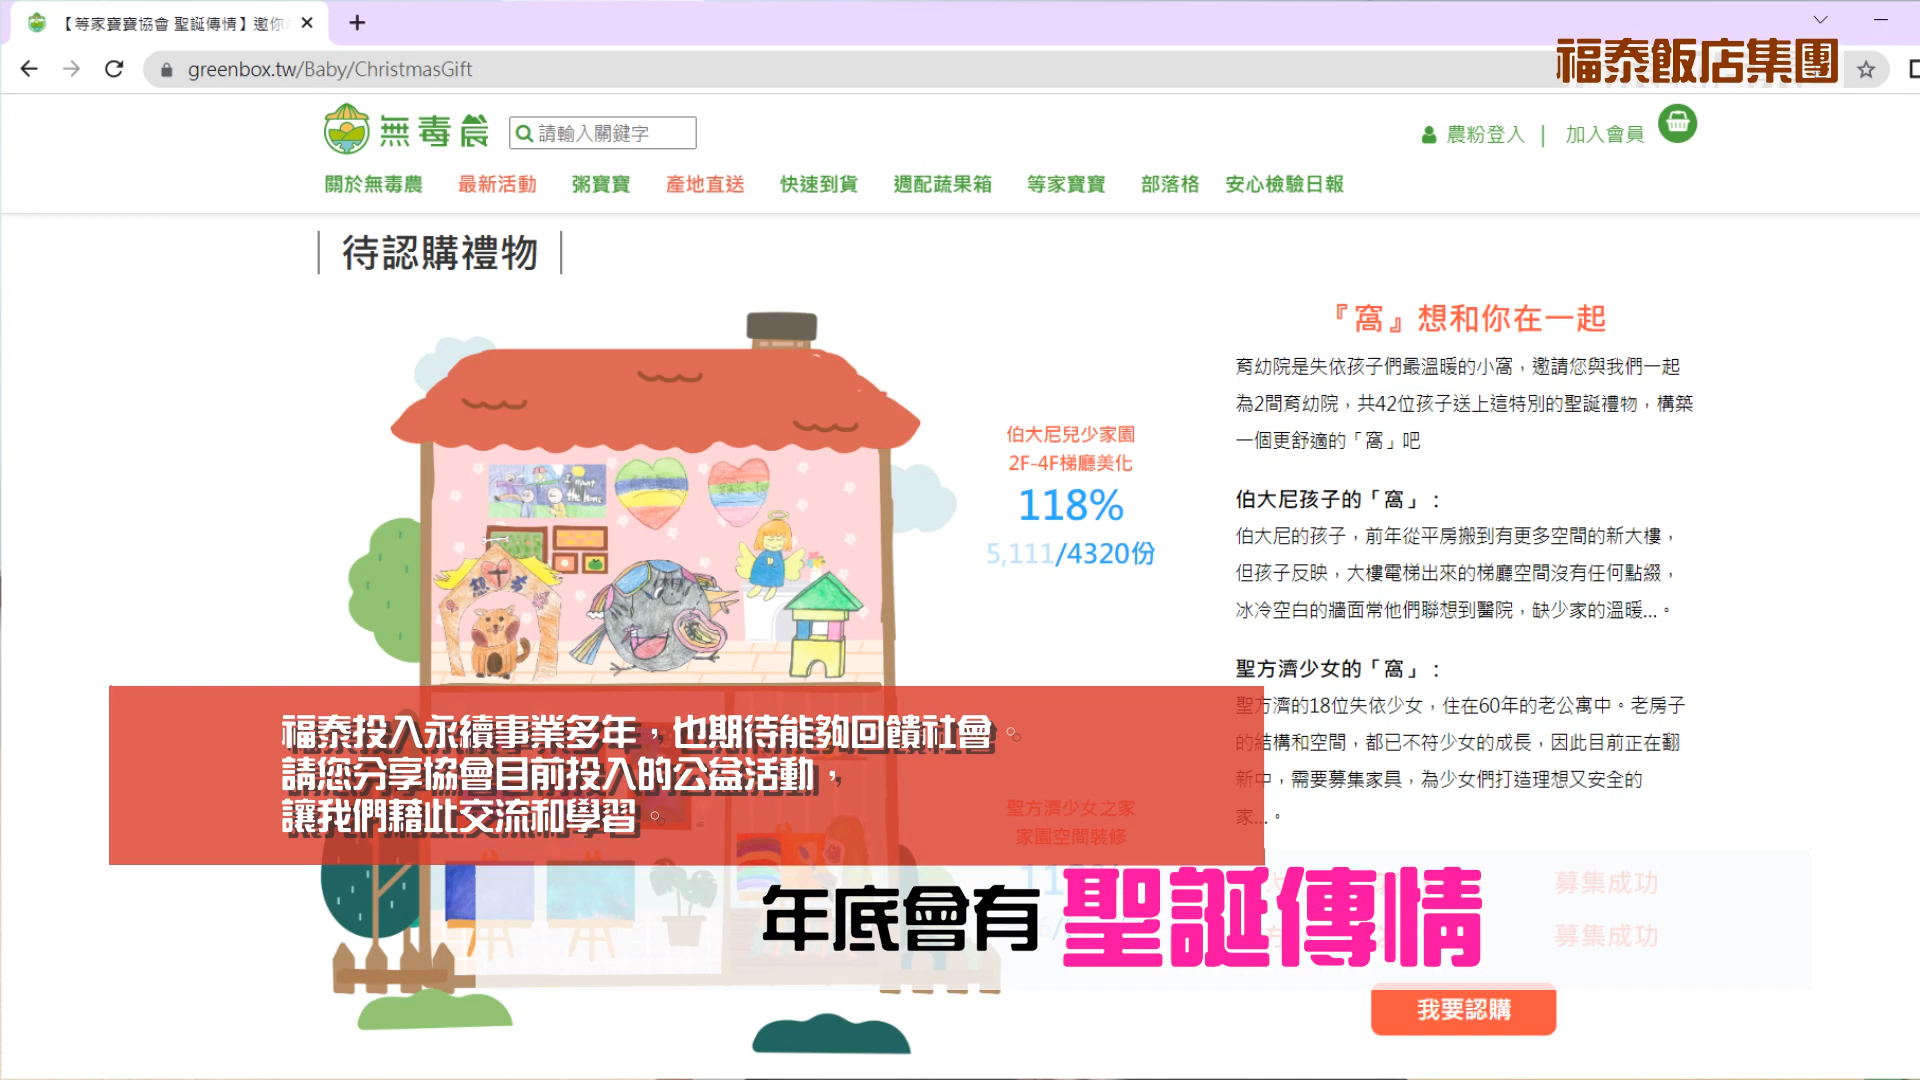 【等家寶寶協會 聖誕傳情】邀你
greenbox.tw/Baby/ChristmasGift
福泰飯店集團
無毒農
請輸入關鍵字
農粉登入 | 加入會員
關於無毒農 最新活動 粥寶寶 產地直送 快速到貨 週配蔬果箱 等家寶寶 部落格 安心檢驗日報
待認購禮物
『窩』想和你在一起
育幼院是失依孩子們最溫暖的小窩，邀請您與我們一起
為2間育幼院，共42位孩子送上這特別的聖誕禮物，構築
一個更舒適的「窩」吧
伯大尼兒少家園
2F-4F梯廳美化
118%
5,111/4320份
I want
the Home
伯大尼孩子的「窩」：
伯大尼的孩子，前年從平房搬到有更多空間的新大樓，
但孩子反映，大樓電梯出來的梯廳空間沒有任何點綴，
冰冷空白的牆面常他們聯想到醫院，缺少家的溫暖...。
聖方濟少女的「窩」：
聖方濟的18位失依少女，住在60年的老公寓中。老房子
的結構和空間，都已不符少女的成長，因此目前正在翻
新中，需要募集家具，為少女們打造理想又安全的
家...。
福泰投入永續事業多年，也期待能夠回饋社會。
請您分享協會目前投入的公益活動，
讓我們藉此交流和學習。
聖方濟少女之家
家園空間裝修
年底會有 聖誕傳情
募集成功
募集成功
我要認購